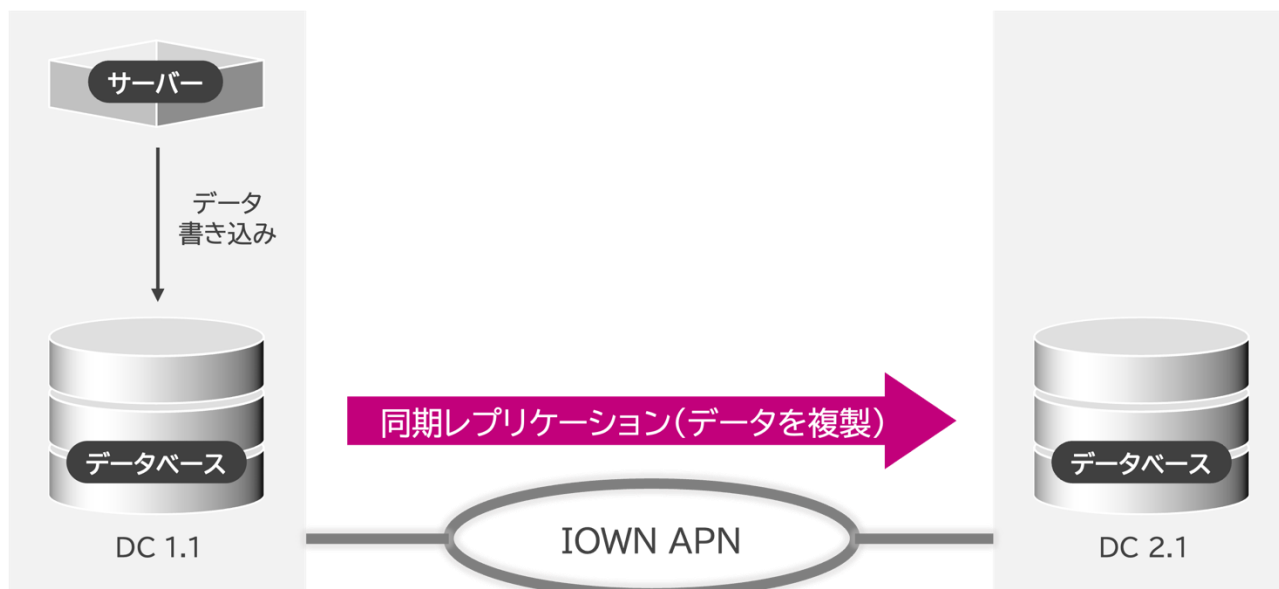 サーバー
データ
書き込み
データベース
DC 1.1
同期レプリケーション(データを複製)
IOWN APN
データベース
DC 2.1